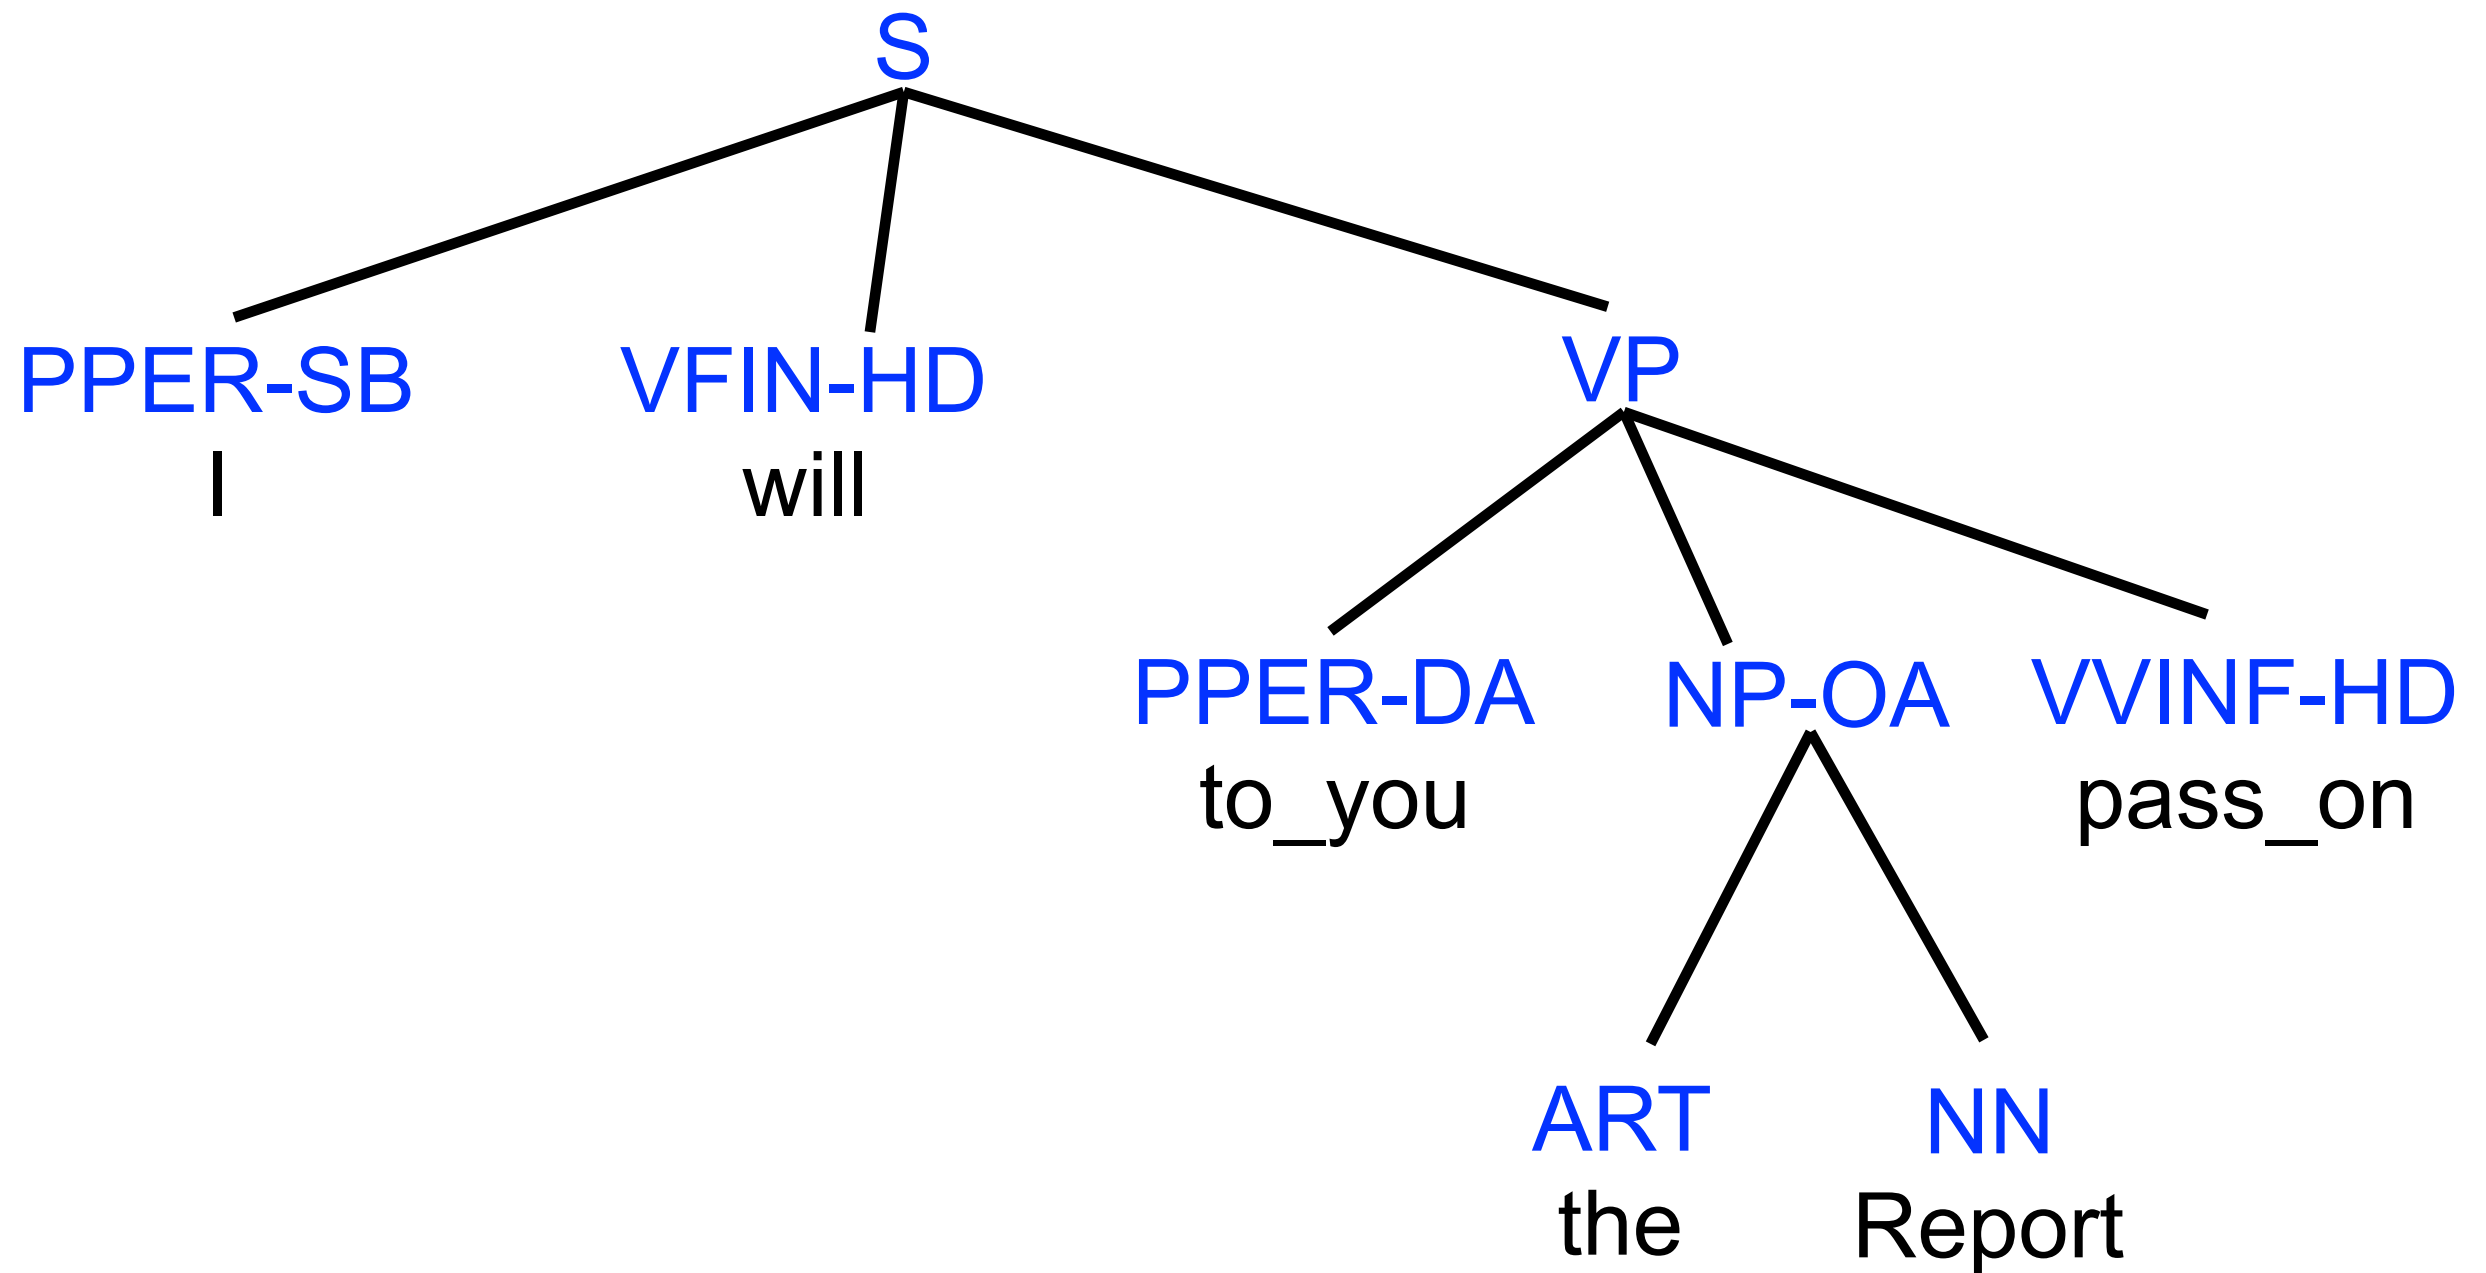 S
PPER-SB VFIN-HD VP
I will
PPER-DA NP-OA VVINF-HD
to_you pass_on
ART NN
the Report